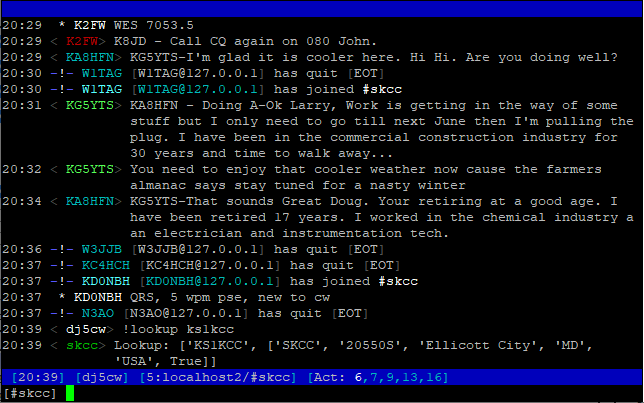 20:29  * K2FW WES 7053.5
20:29 < K2FW> K8JD - Call CQ again on 080 John.
20:29 < KA8HFN> KG5YTS-I'm glad it is cooler here. Hi Hi. Are you doing well?
20:30 -!- W1TAG [W1TAG@127.0.0.1] has quit [EOT]
20:30 -!- W1TAG [W1TAG@127.0.0.1] has joined #skcc
20:31 < KG5YTS> KA8HFN - Doing A-Ok Larry, Work is getting in the way of some
stuff but I only need to go till next June then I'm pulling the
plug. I have been in the commercial construction industry for
30 years and time to walk away...
20:32 < KG5YTS> You need to enjoy that cooler weather now cause the farmers
almanac says stay tuned for a nasty winter
20:34 < KA8HFN> KG5YTS-That sounds Great Doug. Your retiring at a good age. I
have been retired 17 years. I worked in the chemical industry a
an electrician and instrumentation tech.
20:36 -!- W3JJB [W3JJB@127.0.0.1] has quit [EOT]
20:37 -!- KC4HCH [KC4HCH@127.0.0.1] has quit [EOT]
20:37 -!- KD0NBH [KD0NBH@127.0.0.1] has joined #skcc
20:37  * KD0NBH QRS, 5 wpm pse, new to cw
20:37 -!- N3AO [N3AO@127.0.0.1] has quit [EOT]
20:39 < dj5cw> !lookup ks1kcc
20:39 < skcc> Lookup: ['KS1KCC', ['SKCC', '20550S', 'Ellicott City', 'MD',
'USA', True]]
[20:39] [dj5cw] [5:localhost2/#skcc] [Act: 6,7,9,13,16]
[#skcc]